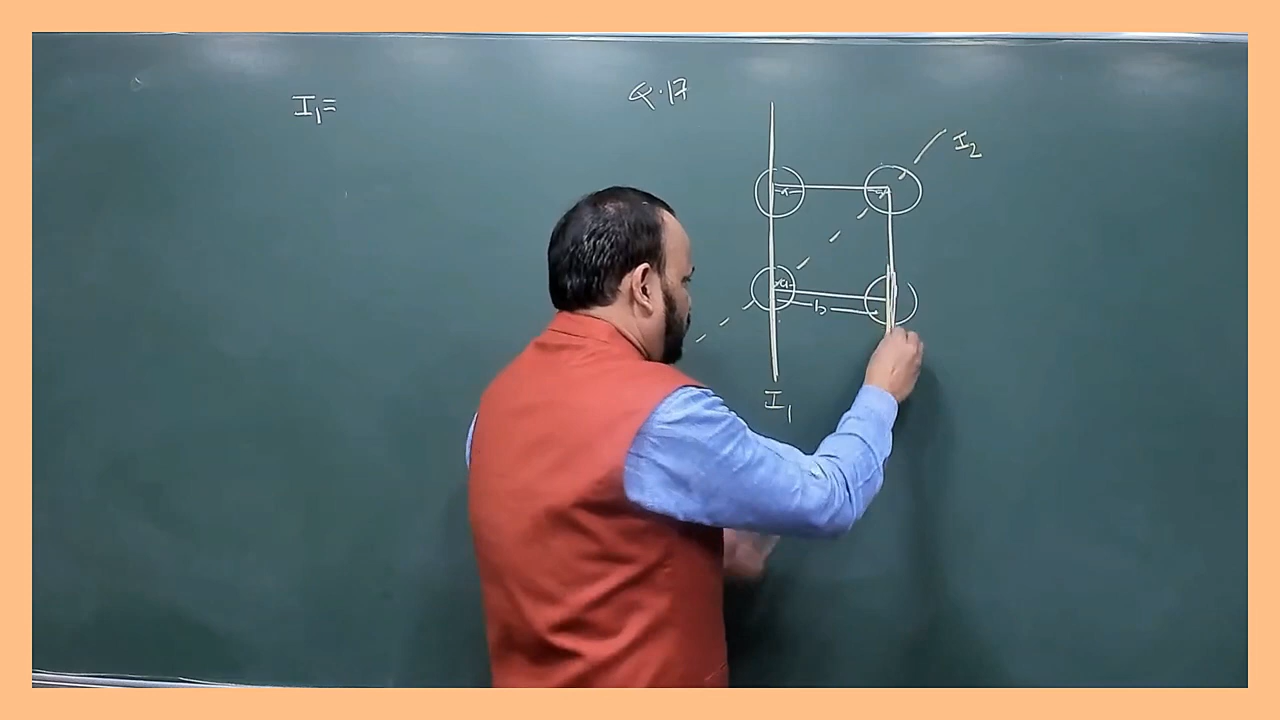 Q.17
I₁=
I₂
a
a
a
b
I₁